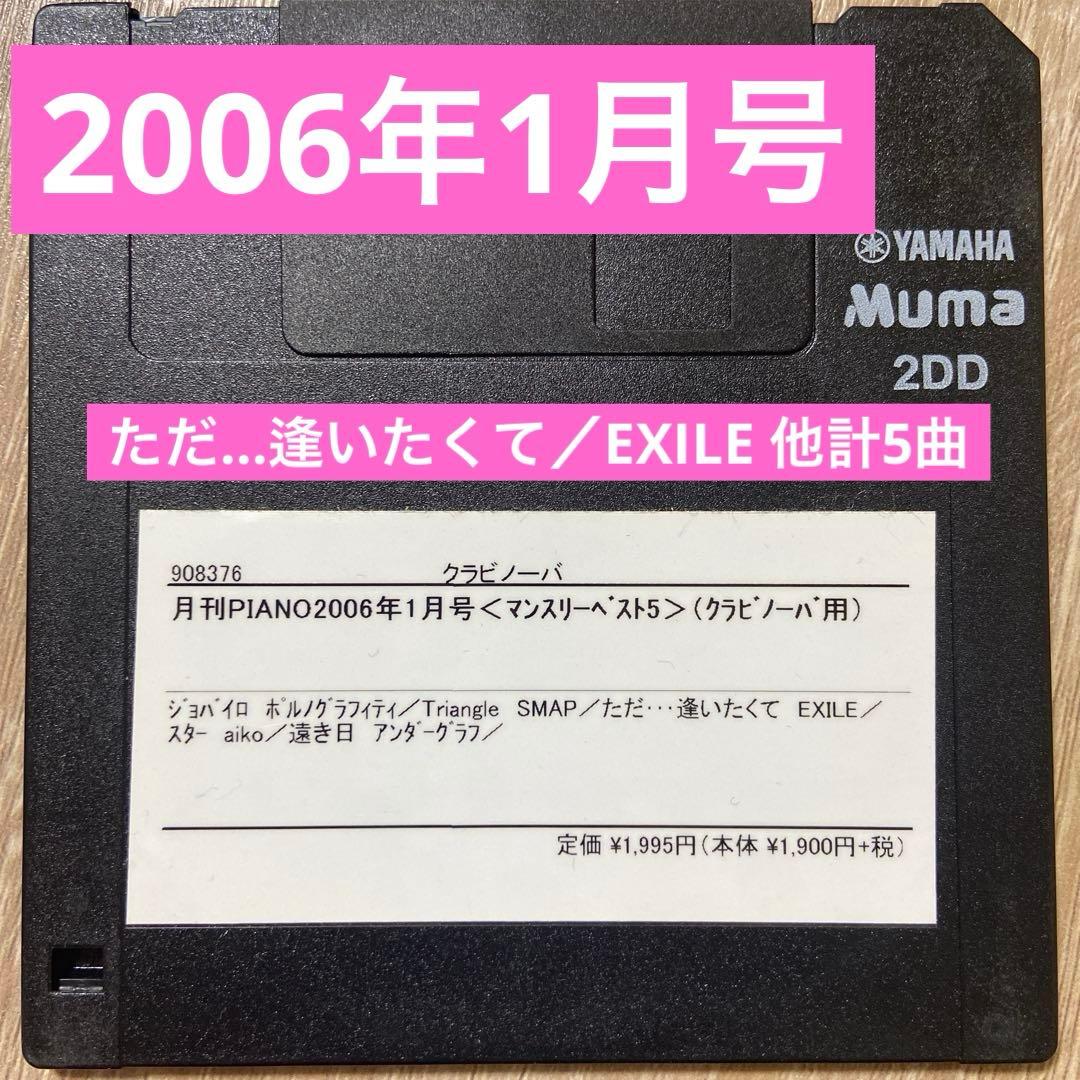 2006年1月号
YAMAHA
Muma
2DD
ただ…逢いたくて／EXILE 他計5曲
908376 クラビノーバ
月刊PIANO2006年1月号＜ﾏﾝｽﾘｰﾍﾞｽﾄ5＞（ｸﾗﾋﾞﾉｰﾊﾞ用）
ｼﾞｮﾊﾞｲﾛ ﾎﾟﾙﾉｸﾞﾗﾌｨﾃｨ／Triangle SMAP／ただ･･･逢いたくて EXILE／
ｽﾀｰ aiko／遠き日 ｱﾝﾀﾞｰｸﾞﾗﾌ／
定価 ¥1,995円（本体 ¥1,900円+税）